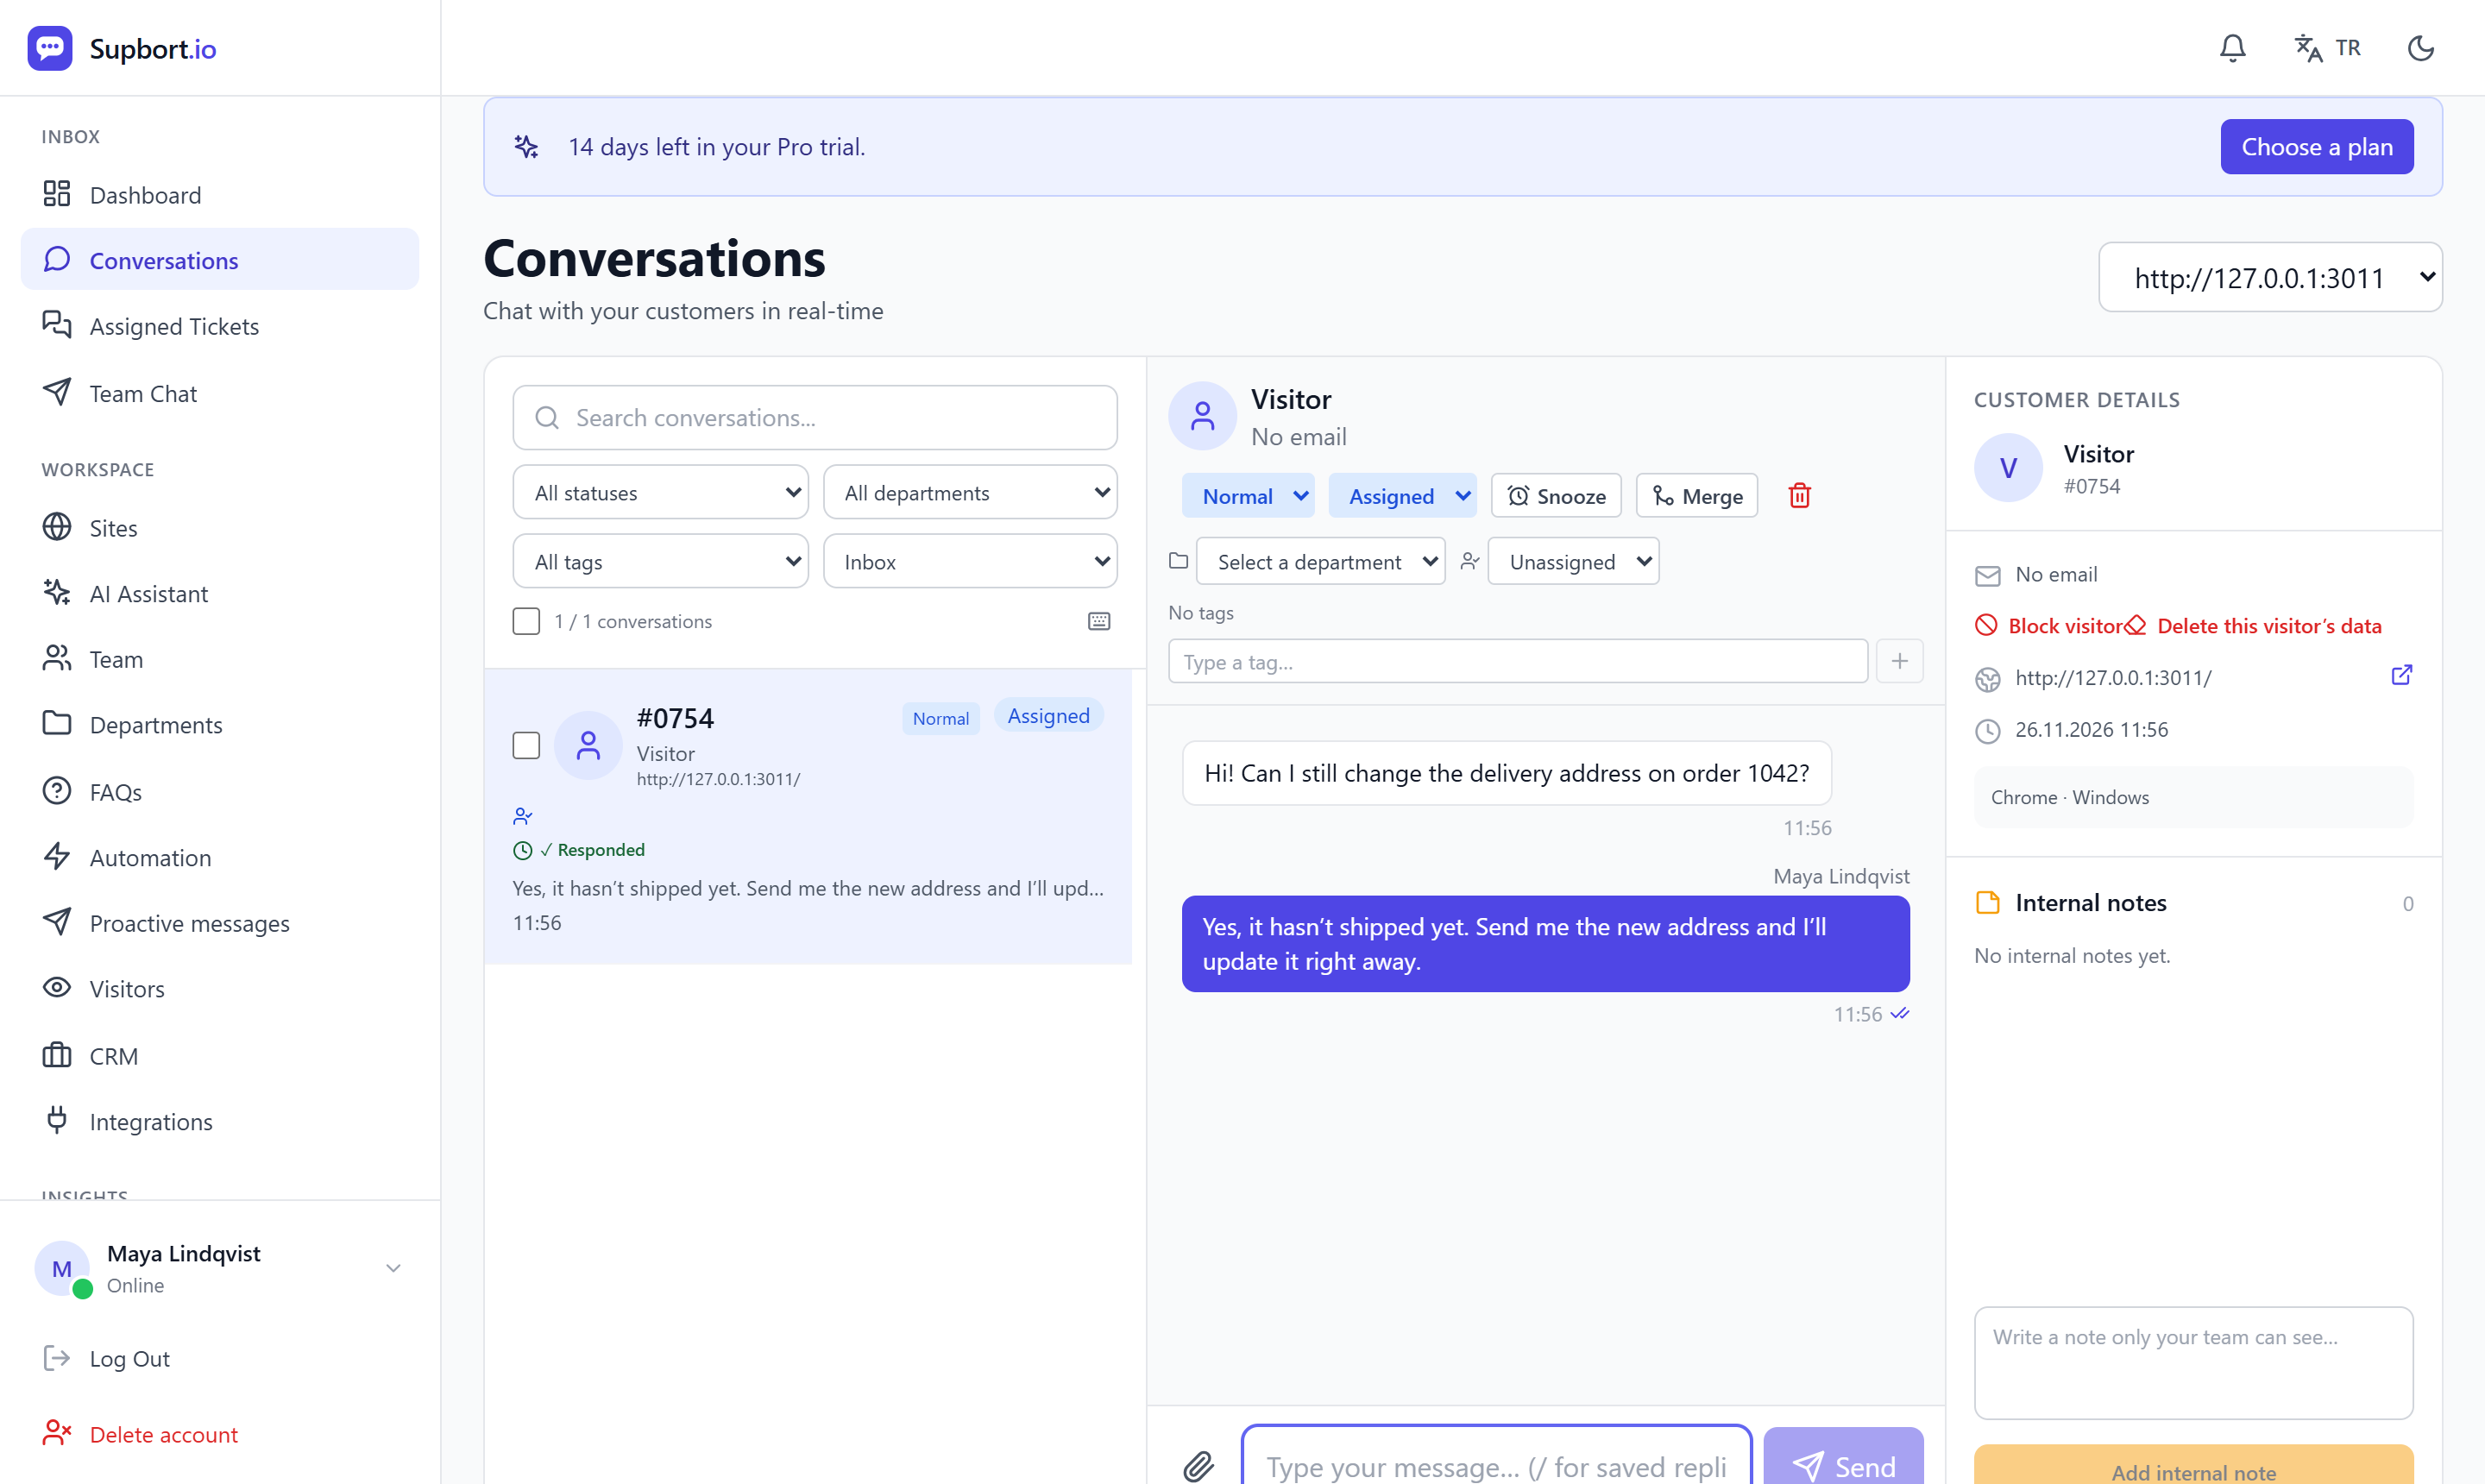 Supbort.io
TR
INBOX
Dashboard
Conversations
Assigned Tickets
Team Chat
WORKSPACE
Sites
AI Assistant
Team
Departments
FAQs
Automation
Proactive messages
Visitors
CRM
Integrations
INSIGHTS
M
Maya Lindqvist
Online
Log Out
Delete account
14 days left in your Pro trial.
Choose a plan
Conversations
Chat with your customers in real-time
http://127.0.0.1:3011
Search conversations...
All statuses
All departments
All tags
Inbox
1 / 1 conversations
#0754
Normal
Assigned
Visitor
http://127.0.0.1:3011/
✓ Responded
Yes, it hasn’t shipped yet. Send me the new address and I’ll upd...
11:56
Visitor
No email
Normal
Assigned
Snooze
Merge
Select a department
Unassigned
No tags
Type a tag...
Hi! Can I still change the delivery address on order 1042?
11:56
Maya Lindqvist
Yes, it hasn’t shipped yet. Send me the new address and I’ll
update it right away.
11:56
Type your message... (/ for saved repli
Send
CUSTOMER DETAILS
V
Visitor
#0754
No email
Block visitor
Delete this visitor’s data
http://127.0.0.1:3011/
26.11.2026 11:56
Chrome · Windows
Internal notes
0
No internal notes yet.
Write a note only your team can see...
Add internal note